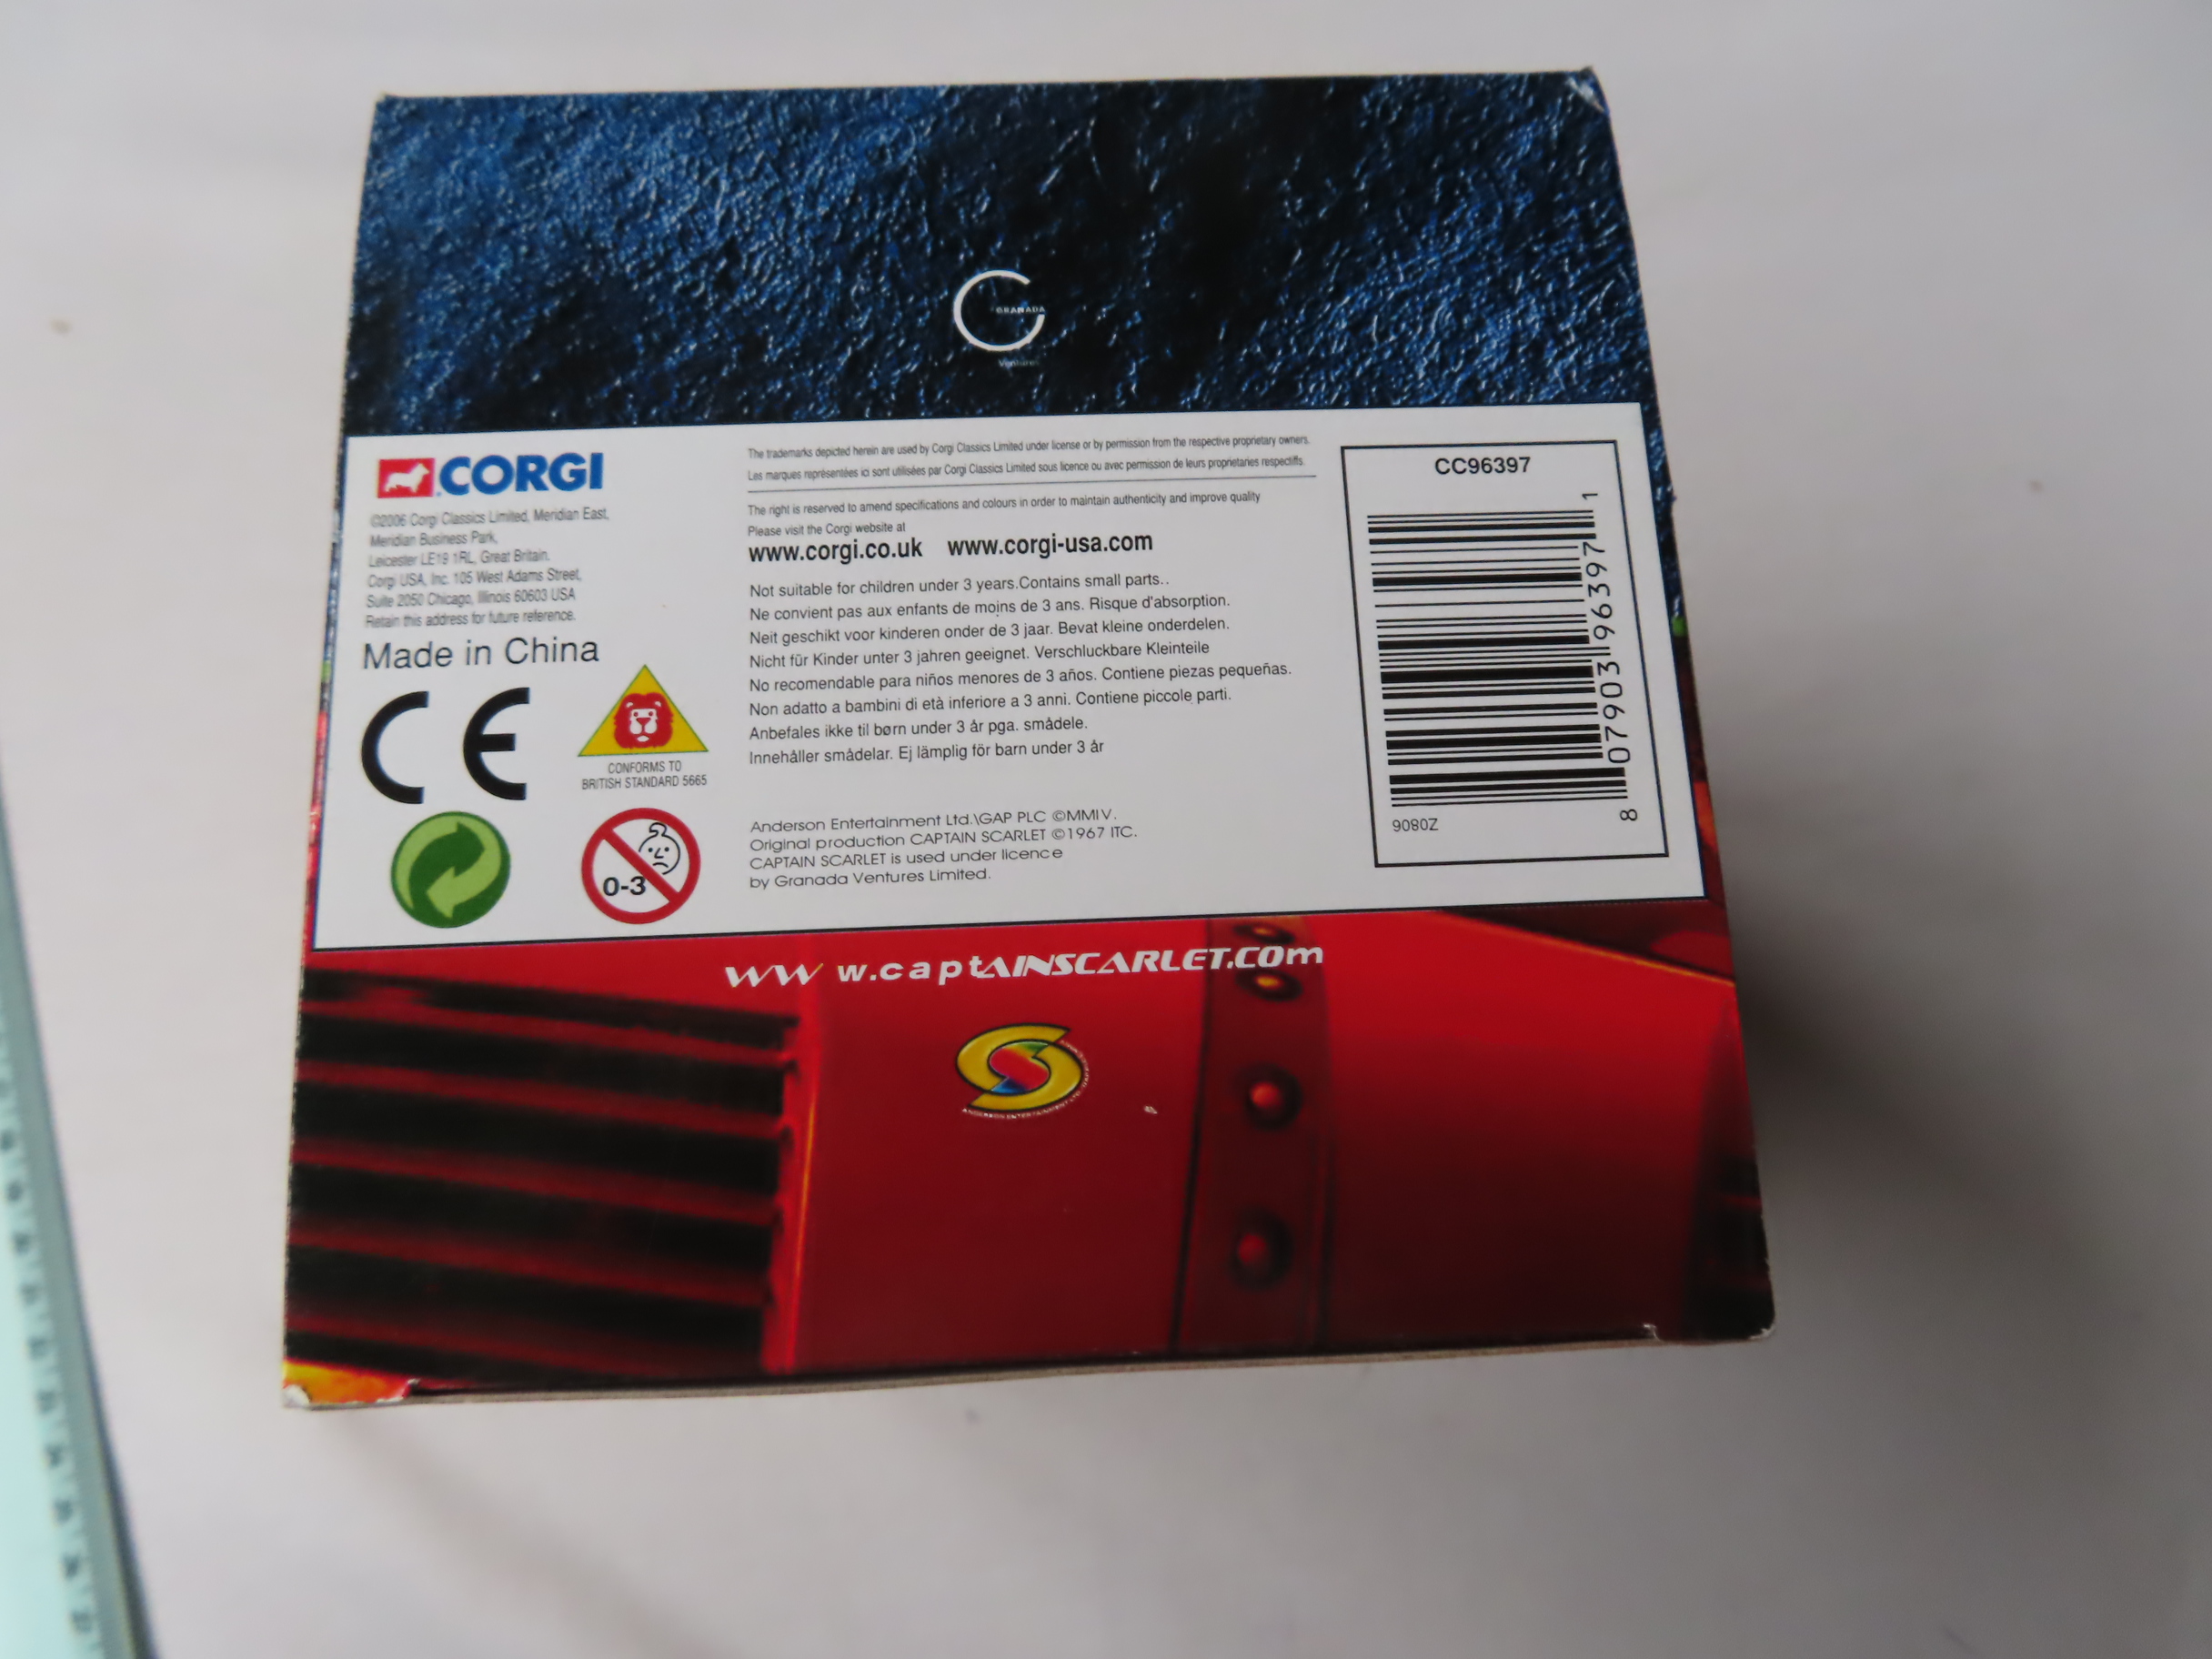 GRANADA
Ventures
CORGI
©2006 Corgi Classics Limited, Meridian East,
Meridian Business Park,
Leicester LE19 1RL, Great Britain.
Corgi USA, Inc. 105 West Adams Street,
Suite 2050 Chicago, Illinois 60603 USA
Retain this address for future reference.
Made in China
CE
CONFORMS TO
BRITISH STANDARD 5665
0-3
The trademarks depicted herein are used by Corgi Classics Limited under license or by permission from the respective proprietary owners.
Les marques représentées ici sont utilisées par Corgi Classics Limited sous licence ou avec permission de leurs proprietaries respectifs.
The right is reserved to amend specifications and colours in order to maintain authenticity and improve quality
Please visit the Corgi website at
www.corgi.co.uk www.corgi-usa.com
Not suitable for children under 3 years.Contains small parts..
Ne convient pas aux enfants de moins de 3 ans. Risque d'absorption.
Neit geschikt voor kinderen onder de 3 jaar. Bevat kleine onderdelen.
Nicht für Kinder unter 3 jahren geeignet. Verschluckbare Kleinteile
No recomendable para niños menores de 3 años. Contiene piezas pequeñas.
Non adatto a bambini di età inferiore a 3 anni. Contiene piccole parti.
Anbefales ikke til børn under 3 år pga. smådele.
Innehåller smådelar. Ej lämplig för barn under 3 år
Anderson Entertainment Ltd.\GAP PLC ©MMIV.
Original production CAPTAIN SCARLET ©1967 ITC.
CAPTAIN SCARLET is used under licence
by Granada Ventures Limited.
CC96397
8 07903 96397 1
9080Z
www.captAINSCARLET.COm
ANDERSON ENTERTAINMENT LTD.